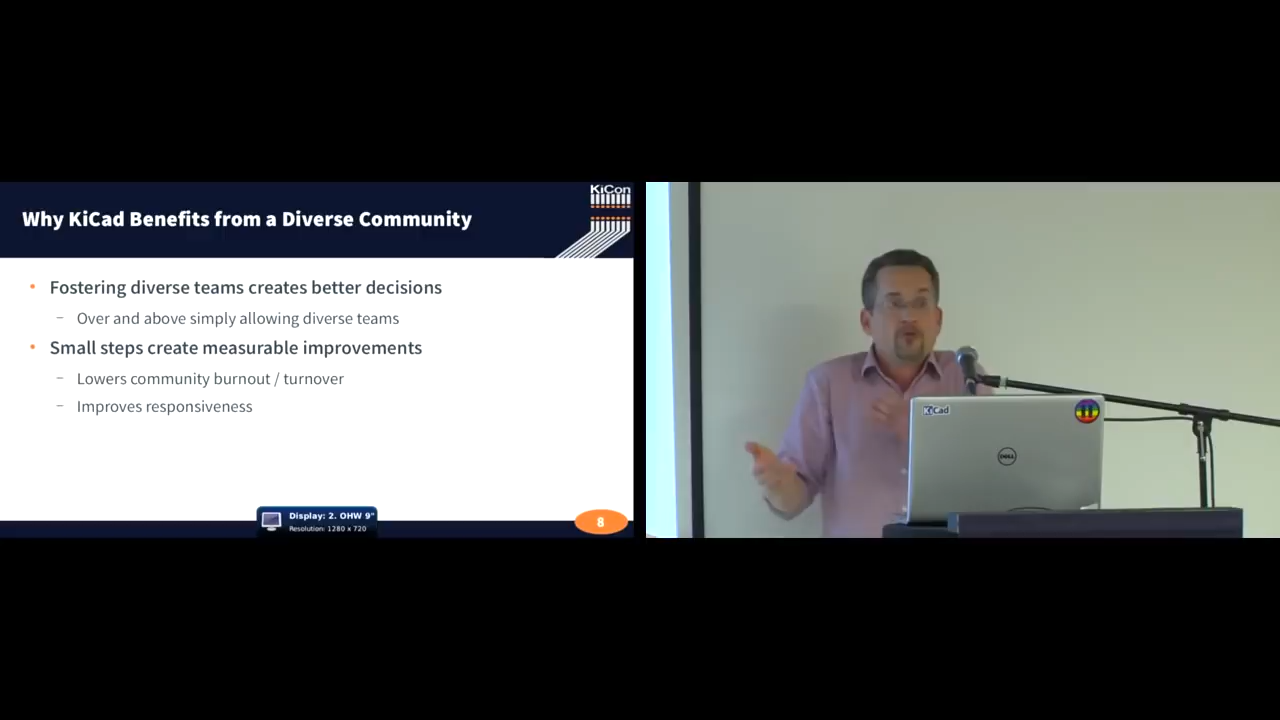 KiCon
Why KiCad Benefits from a Diverse Community
• Fostering diverse teams creates better decisions
– Over and above simply allowing diverse teams
• Small steps create measurable improvements
– Lowers community burnout / turnover
– Improves responsiveness
Display: 2. OHW 9"
Resolution: 1280 x 720
8
KiCad
DELL